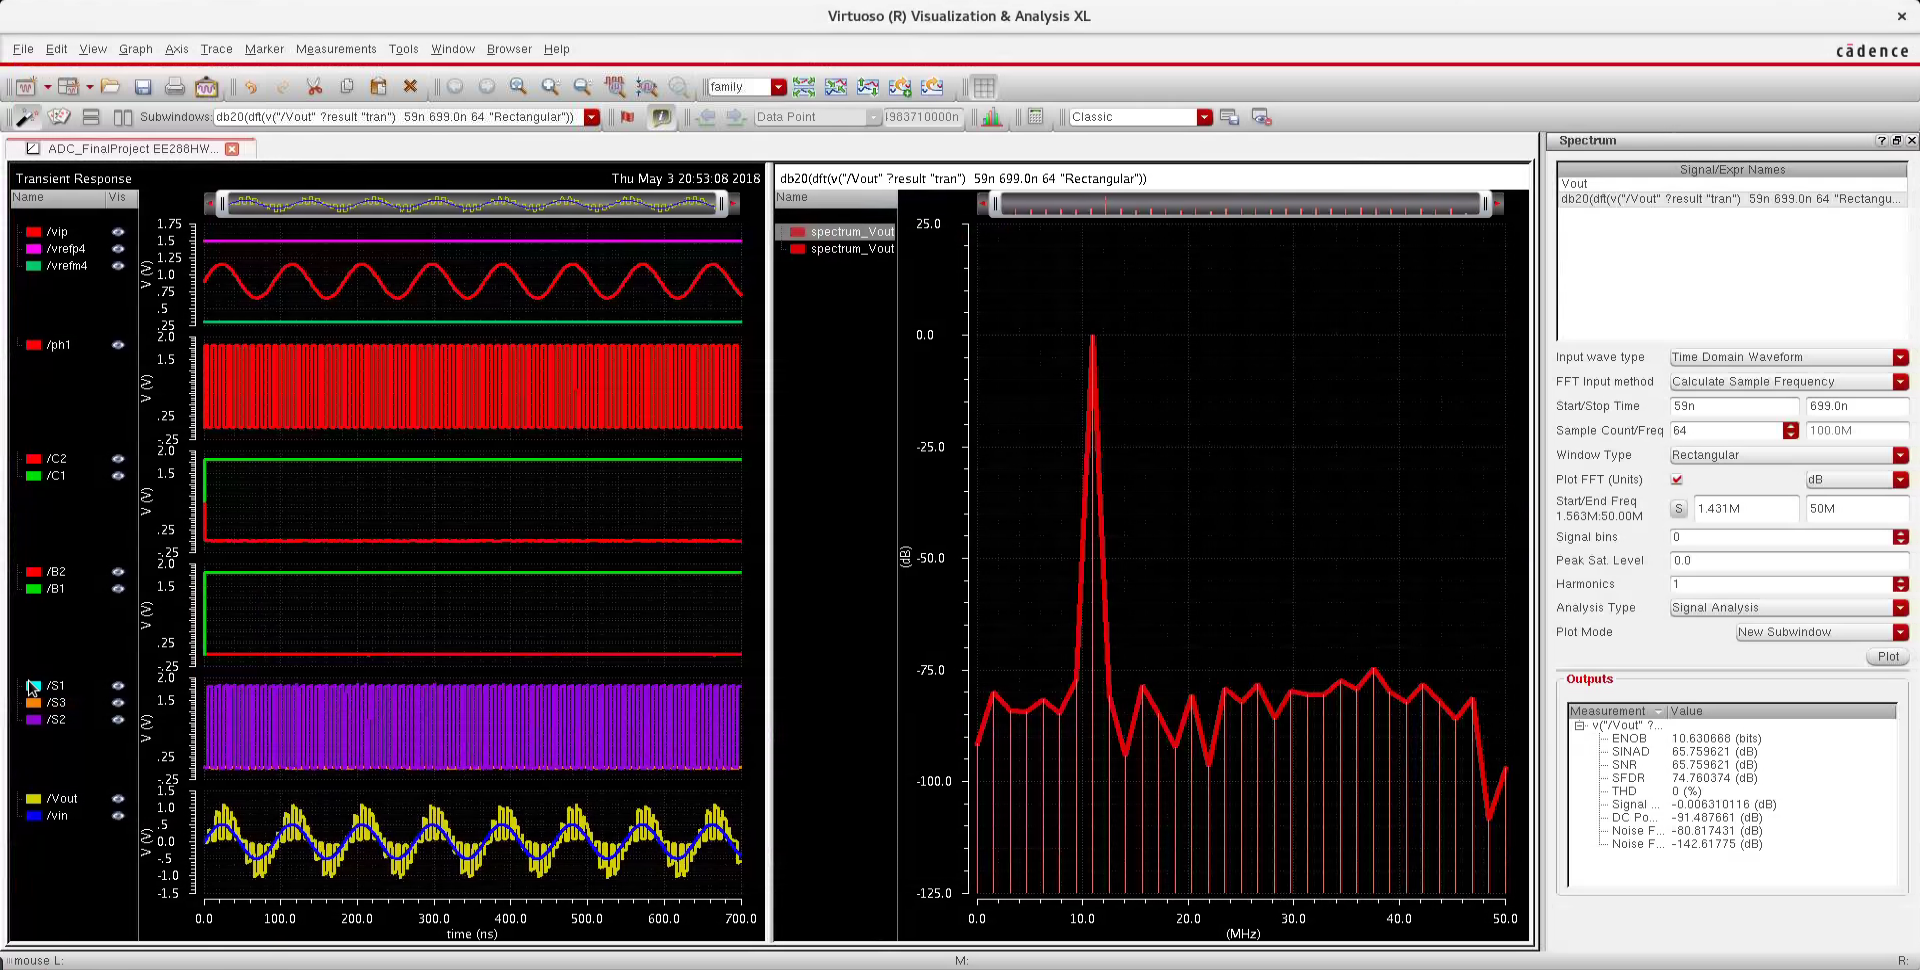 Virtuoso (R) Visualization & Analysis XL
File Edit View Graph Axis Trace Marker Measurements Tools Window Browser Help
cādence
family
Subwindows: db20(dft(v("/Vout" ?result "tran") 59n 699.0n 64 "Rectangular"))
Data Point
i983710000n
Classic
ADC_FinalProject EE288HW...
Transient Response
Thu May 3 20:53:08 2018
Name Vis
/vip
/vrefp4
/vrefm4
/ph1
/C2
/C1
/B2
/B1
/S1
/S3
/S2
/Vout
/vin
V (V)
1.75
1.5
1.25
1.0
.75
.5
.25
V (V)
2.0
1.5
.25
-.25
V (V)
2.0
1.5
.25
-.25
V (V)
2.0
1.5
.25
-.25
V (V)
2.0
1.5
.25
-.25
V (V)
1.5
1.0
.5
0.0
-.5
-1.0
-1.5
0.0 100.0 200.0 300.0 400.0 500.0 600.0 700.0
time (ns)
db20(dft(v("/Vout" ?result "tran") 59n 699.0n 64 "Rectangular"))
Name
spectrum_Vout
spectrum_Vout
(dB)
25.0
0.0
-25.0
-50.0
-75.0
-100.0
-125.0
0.0 10.0 20.0 30.0 40.0 50.0
(MHz)
Spectrum
Signal/Expr Names
Vout
db20(dft(v("/Vout" ?result "tran") 59n 699.0n 64 "Rectangu...
Input wave type Time Domain Waveform
FFT Input method Calculate Sample Frequency
Start/Stop Time 59n 699.0n
Sample Count/Freq 64 100.0M
Window Type Rectangular
Plot FFT (Units) dB
Start/End Freq
1.563M:50.00M S 1.431M 50M
Signal bins 0
Peak Sat. Level 0.0
Harmonics 1
Analysis Type Signal Analysis
Plot Mode New Subwindow
Plot
Outputs
Measurement Value
v("/Vout" ?...
ENOB 10.630668 (bits)
SINAD 65.759621 (dB)
SNR 65.759621 (dB)
SFDR 74.760374 (dB)
THD 0 (%)
Signal ... -0.006310116 (dB)
DC Po... -91.487661 (dB)
Noise F... -80.817431 (dB)
Noise F... -142.61775 (dB)
mouse L: M: R: